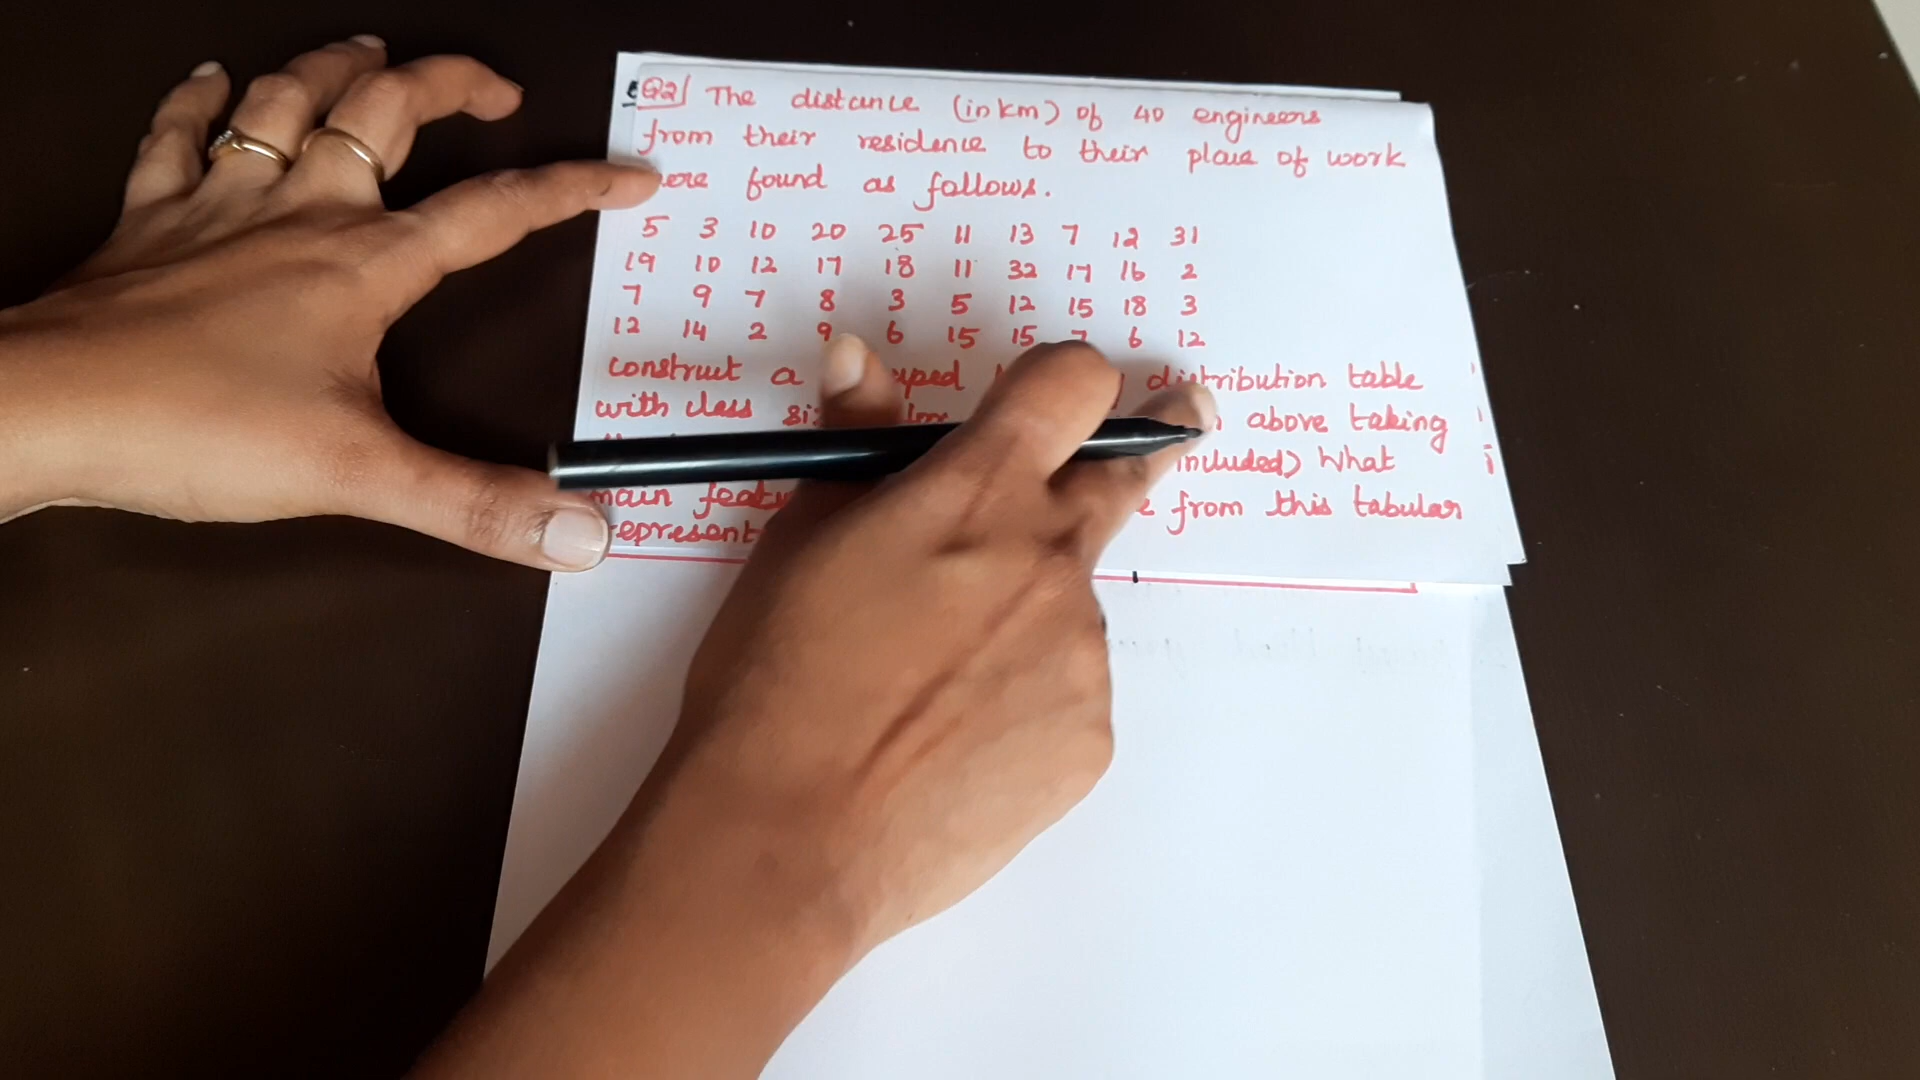 Q2 The distance (in km) of 40 engineers
from their residence to their place of work
were found as follows.
5 3 10 20 25 11 13 7 12 31
19 10 12 17 18 11 32 17 16 2
7 9 7 8 3 5 12 15 18 3
12 14 2 9 6 15 15 7 6 12
construct a distribution table
with class above taking
included) What
main from this tabular